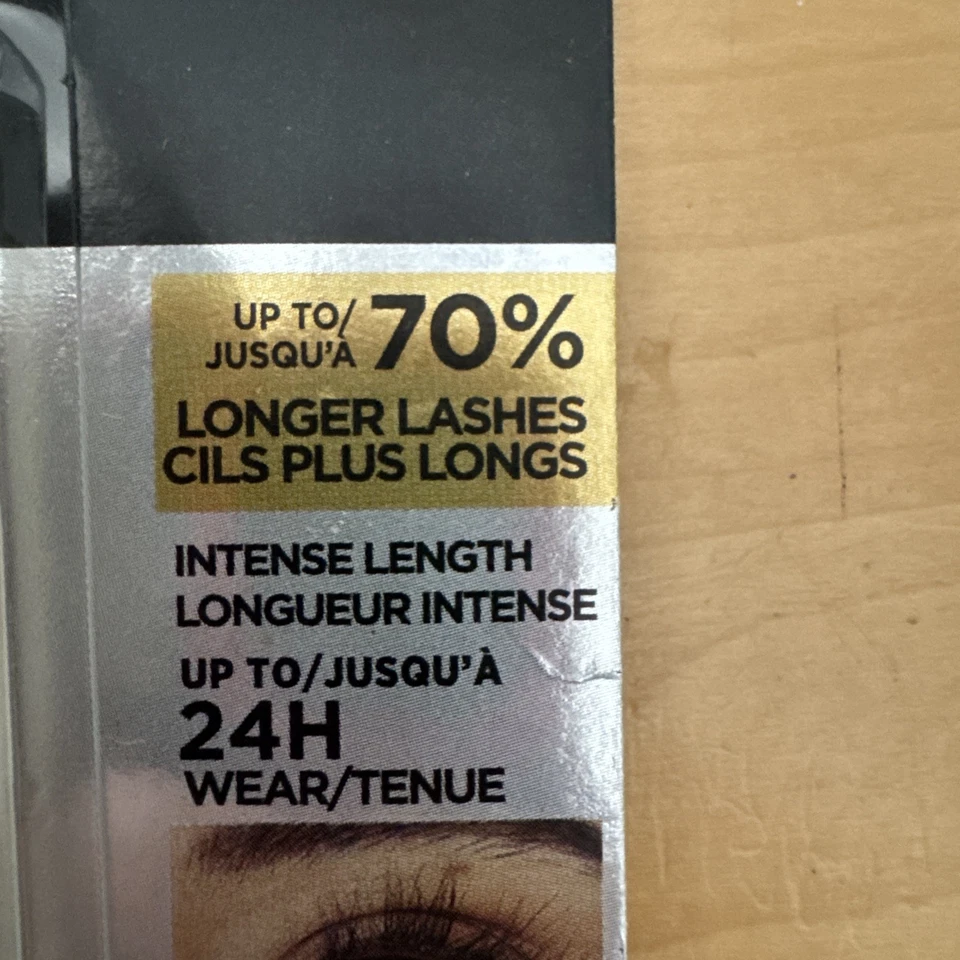 UP TO/
JUSQU'À
70%
LONGER LASHES
CILS PLUS LONGS
INTENSE LENGTH
LONGUEUR INTENSE
UP TO/JUSQU'À
24H
WEAR/TENUE